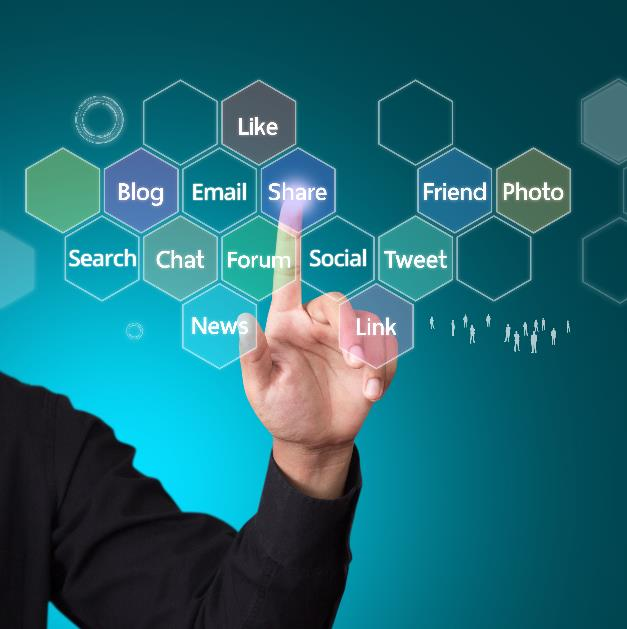 Like
Blog Email Share Friend Photo
Search Chat Forum Social Tweet
News Link